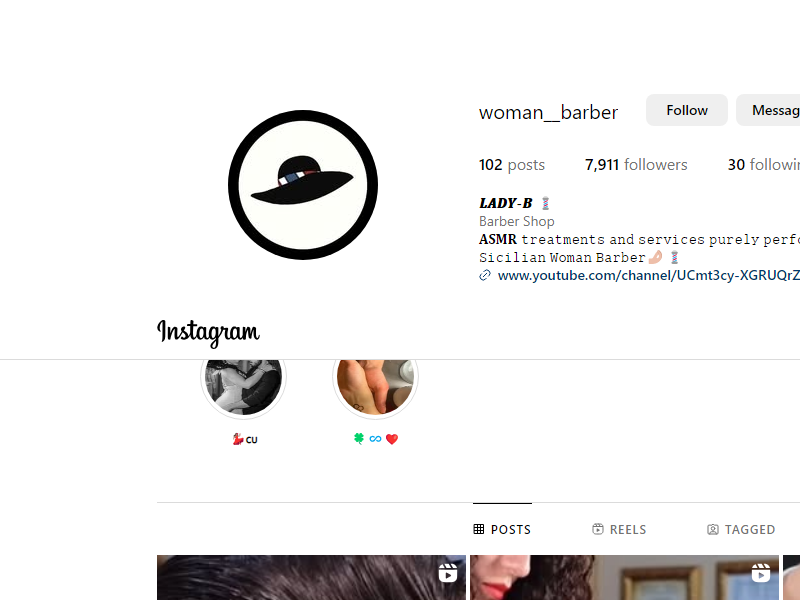 woman__barber Follow Messag
102 posts 7,911 followers 30 followin
LADY-B 💈
Barber Shop
ASMR treatments and services purely perfo
Sicilian Woman Barber🤌🏻 💈
www.youtube.com/channel/UCmt3cy-XGRUQrZ
Instagram
💃 CU
🍀 ♾️ ❤️
POSTS REELS TAGGED